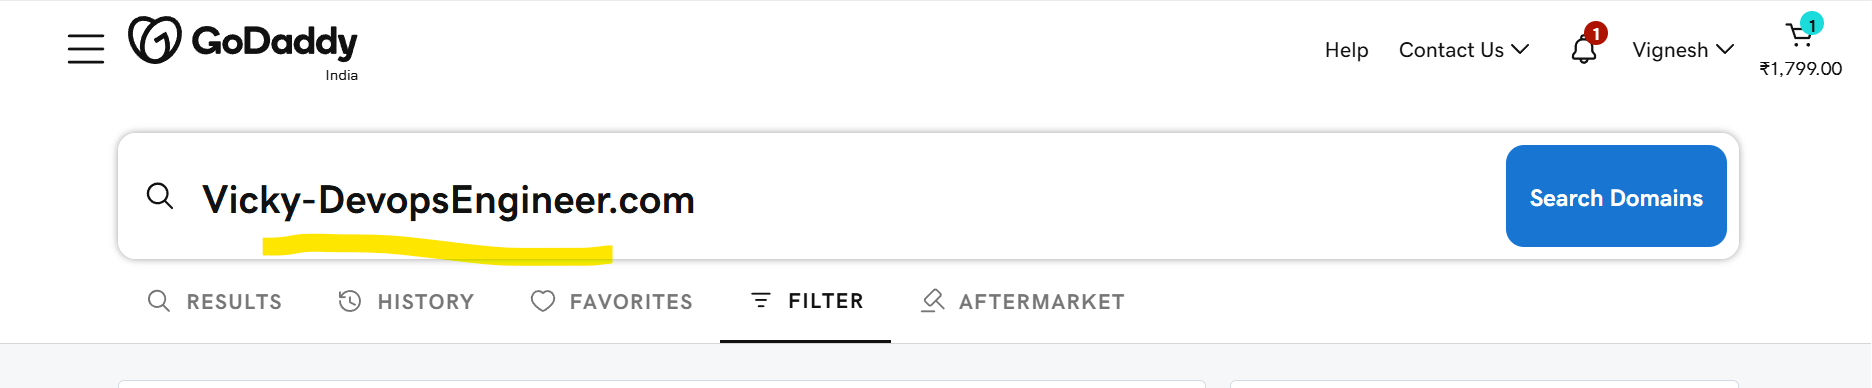 GoDaddy
India
Help Contact Us 1 Vignesh 1
₹1,799.00
Vicky-DevopsEngineer.com
Search Domains
RESULTS HISTORY FAVORITES FILTER AFTERMARKET